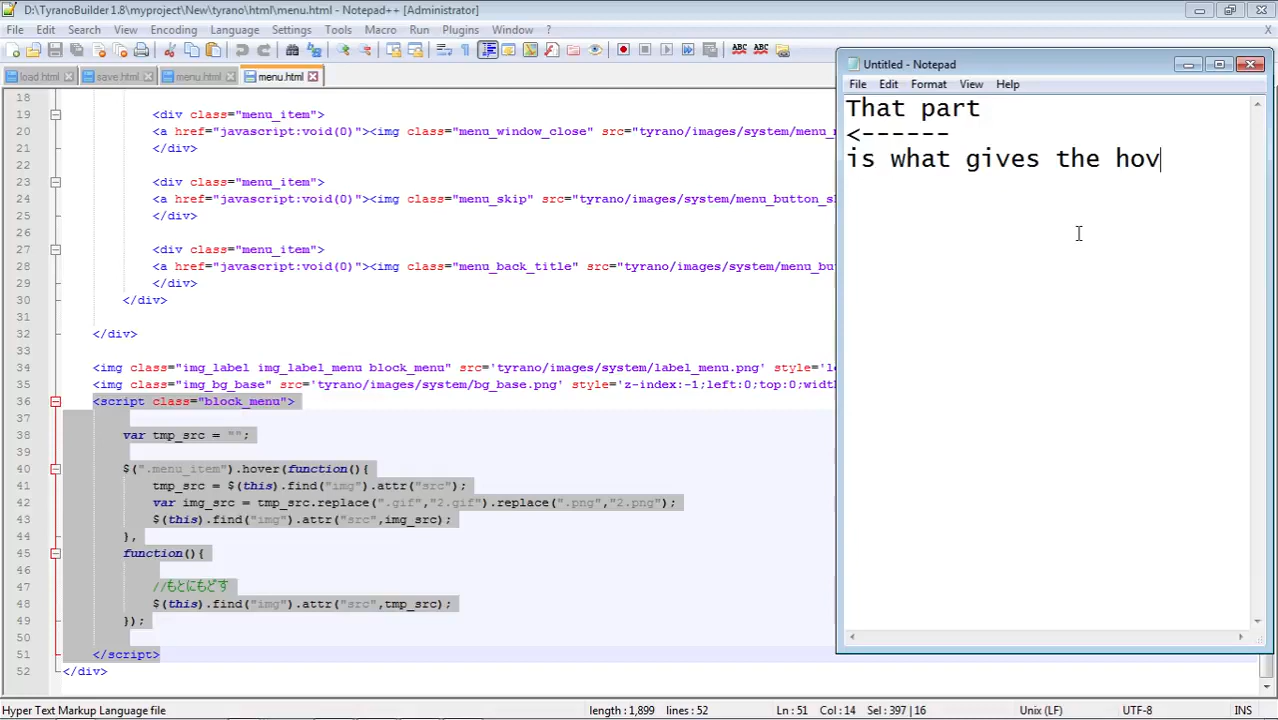 D:\TyranoBuilder 1.8\myproject\New\tyrano\html\menu.html - Notepad++ [Administrator]
File Edit Search View Encoding Language Settings Macro Run Plugins Window ?
load.html save.html menu.html menu.html
18
19 <div class="menu_item">
20 <a href="javascript:void(0)"><img class="menu_window_close" src="tyrano/images/system/menu_
21 </div>
22
23 <div class="menu_item">
24 <a href="javascript:void(0)"><img class="menu_skip" src="tyrano/images/system/menu_button_s
25 </div>
26
27 <div class="menu_item">
28 <a href="javascript:void(0)"><img class="menu_back_title" src="tyrano/images/system/menu_bu
29 </div>
30 </div>
31
32 </div>
33
34 <img class="img_label img_label_menu block_menu" src='tyrano/images/system/label_menu.png' style='l
35 <img class="img_bg_base" src='tyrano/images/system/bg_base.png' style='z-index:-1;left:0;top:0;widt
36 <script class="block_menu">
37
38 var tmp_src = "";
39
40 $(".menu_item").hover(function(){
41 tmp_src = $(this).find("img").attr("src");
42 var img_src = tmp_src.replace(".gif","2.gif").replace(".png","2.png");
43 $(this).find("img").attr("src",img_src);
44 },
45 function(){
46
47 //もとにもどす
48 $(this).find("img").attr("src",tmp_src);
49 });
50
51 </script>
52 </div>
Hyper Text Markup Language file length : 1,899 lines : 52 Ln : 51 Col : 14 Sel : 397 | 16 Unix (LF) UTF-8 INS
Untitled - Notepad
File Edit Format View Help
That part
<------
is what gives the hov